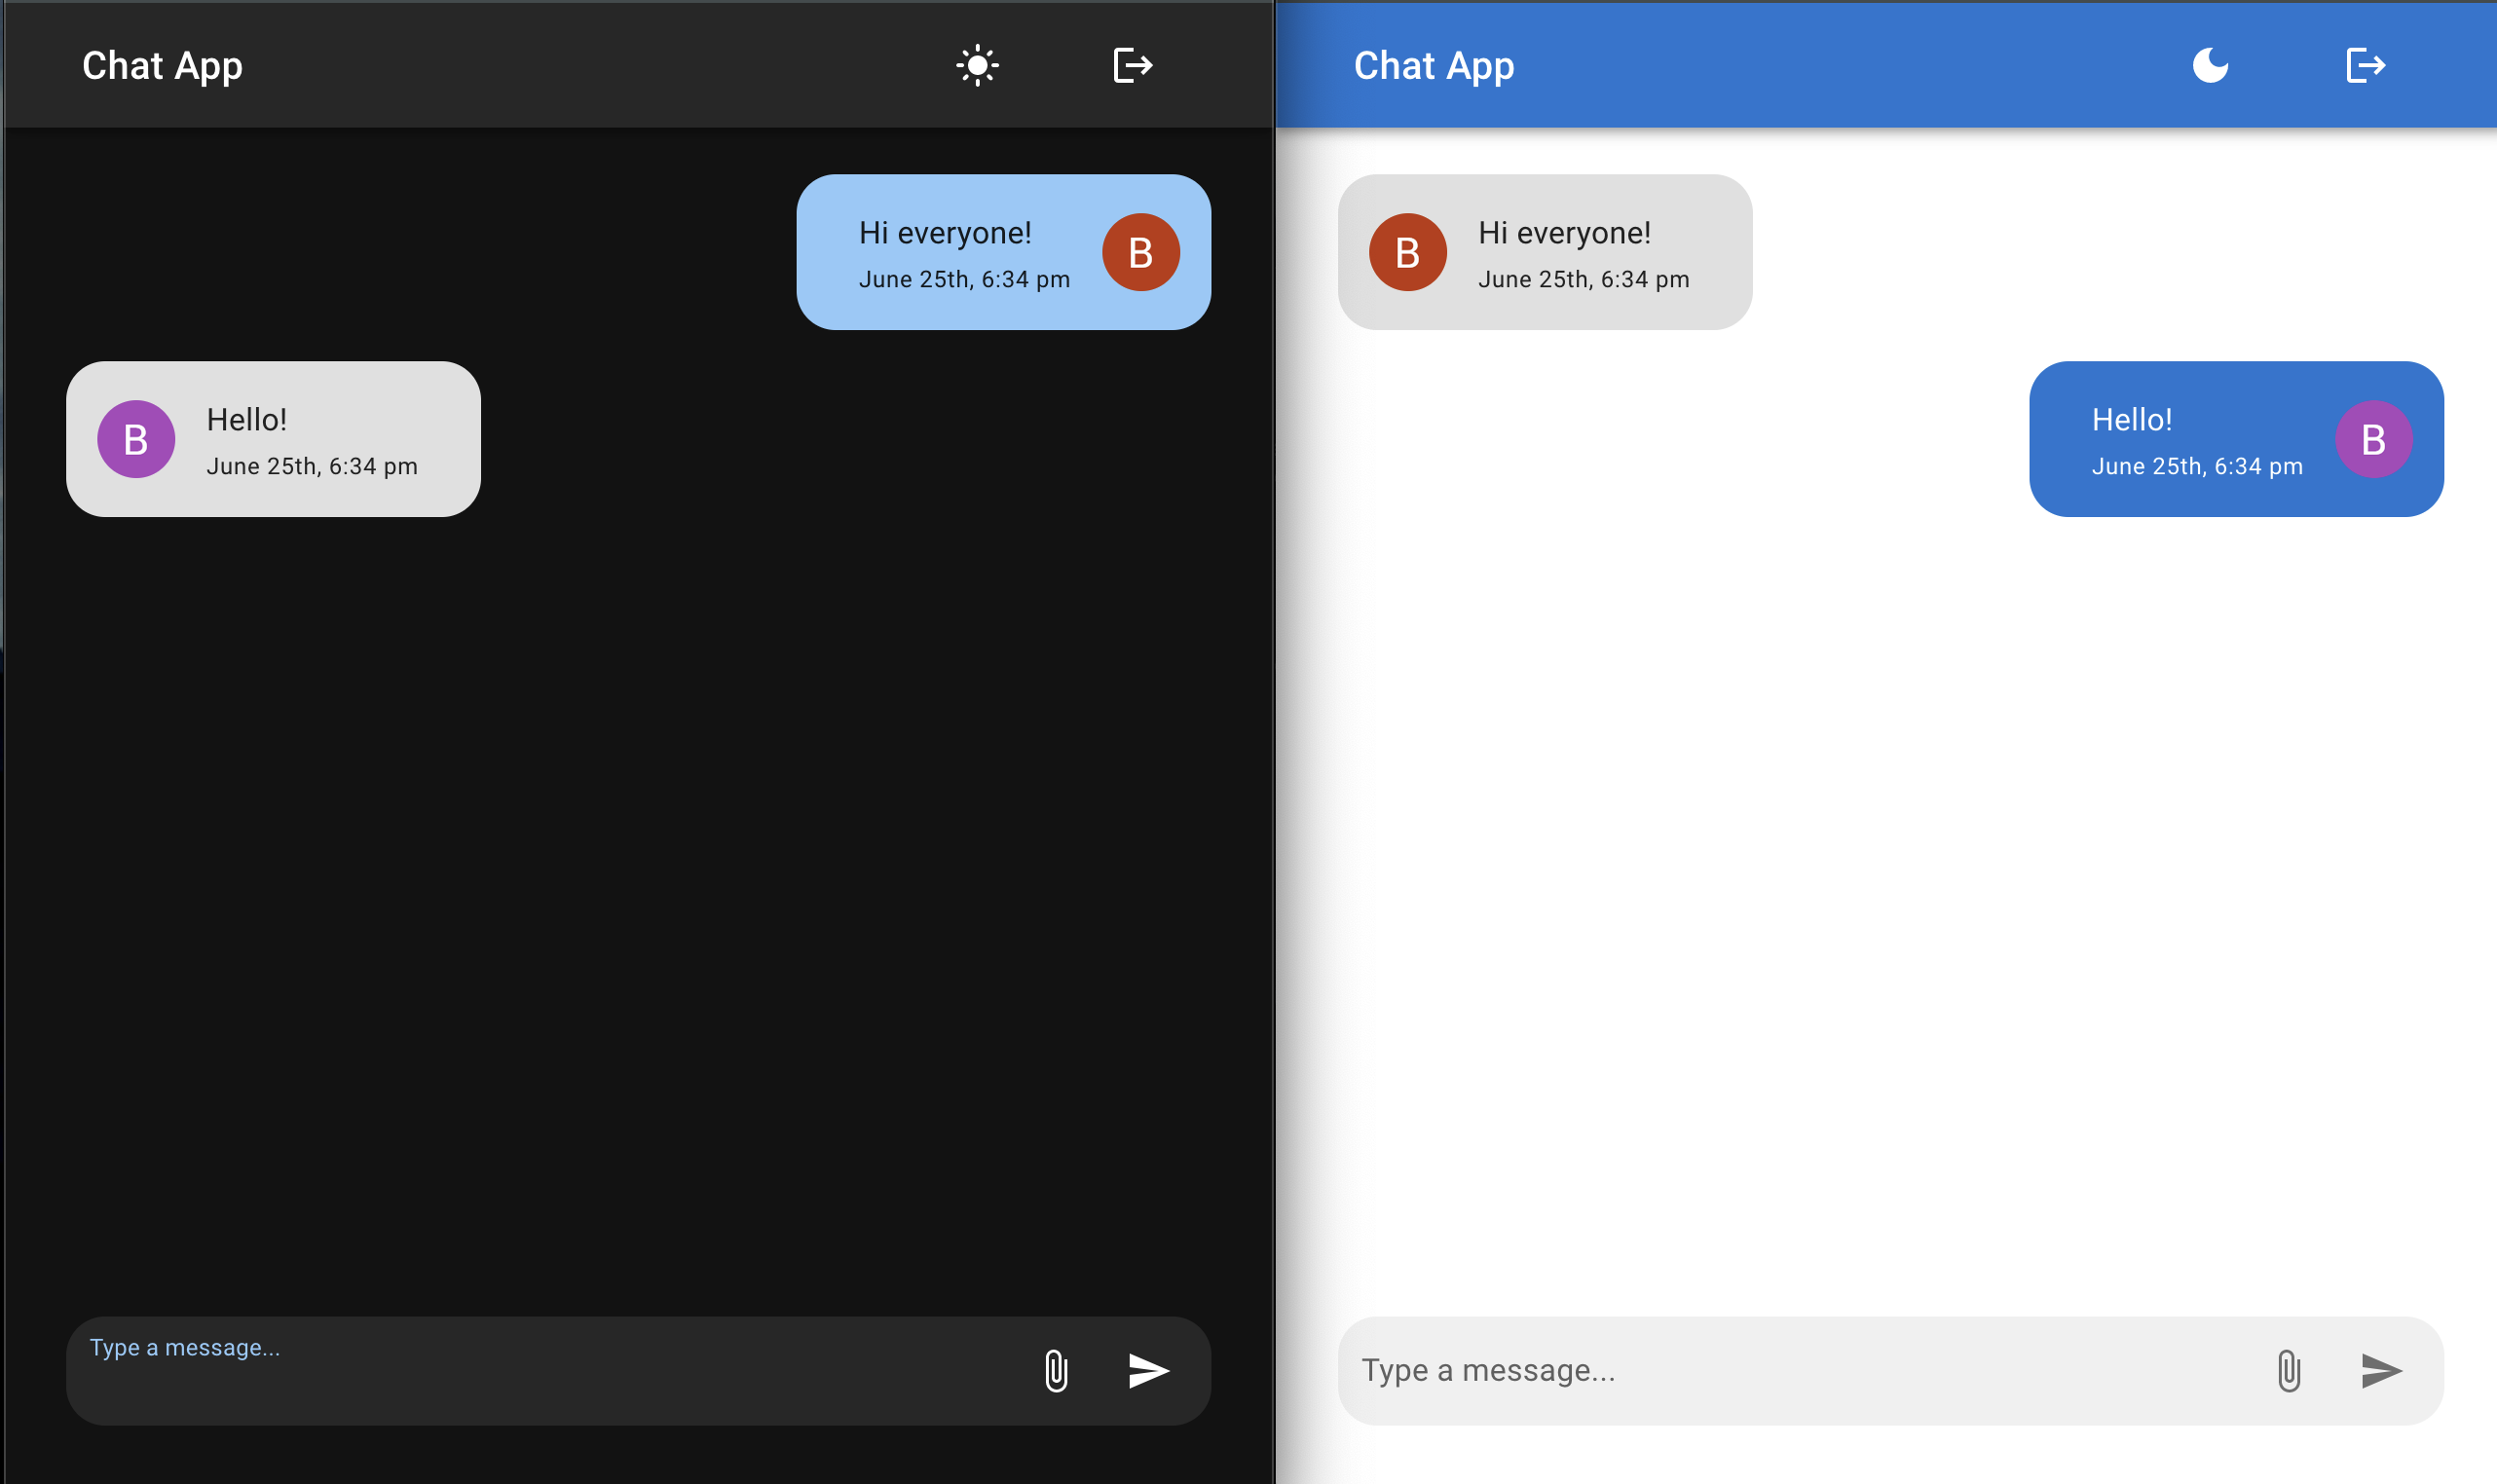 Chat App
Hi everyone!
June 25th, 6:34 pm
B
B
Hello!
June 25th, 6:34 pm
Type a message...
Chat App
B
Hi everyone!
June 25th, 6:34 pm
Hello!
June 25th, 6:34 pm
B
Type a message...